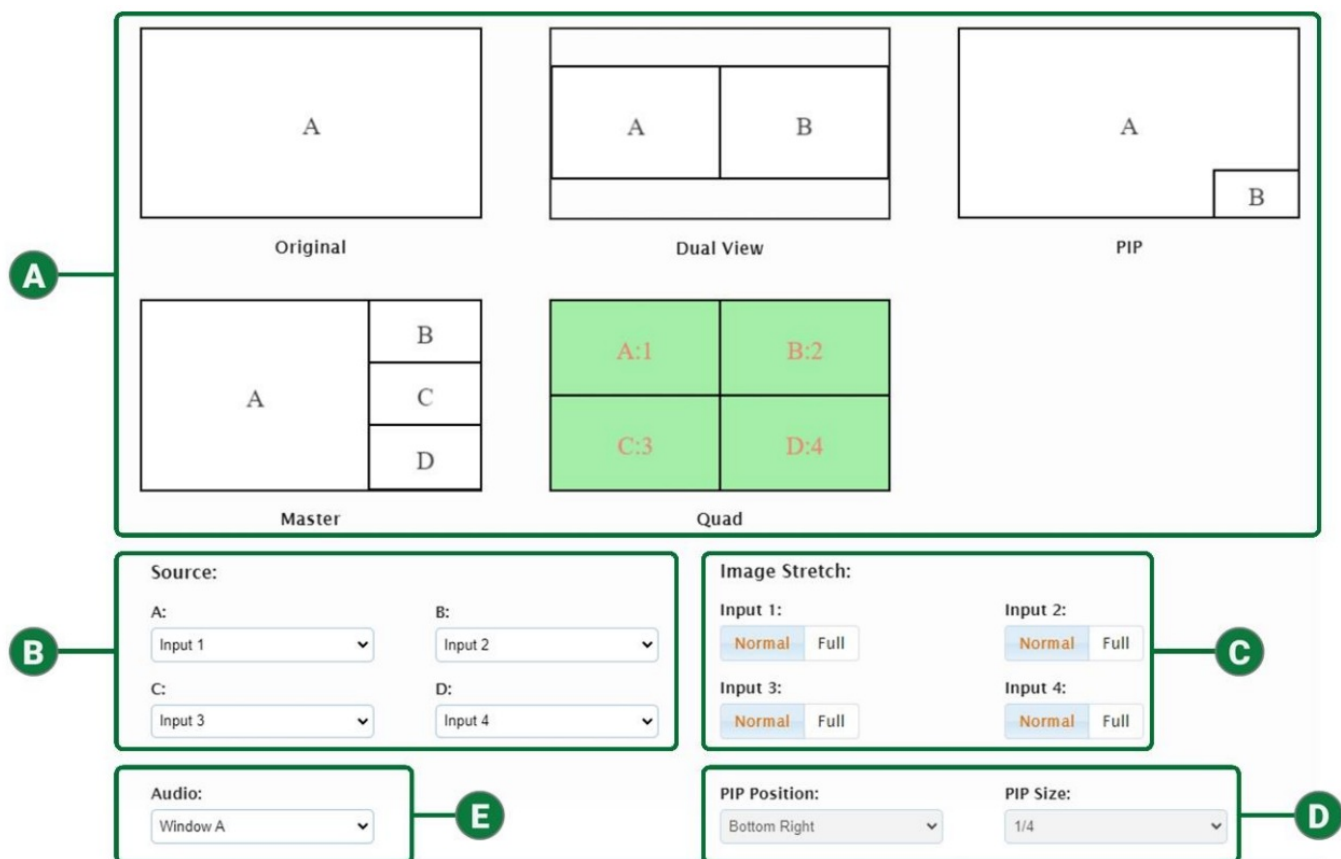 A
A B
A
B
Original Dual View PIP
A
A
B
C
D
A:1 B:2
C:3 D:4
Master Quad
Source: Image Stretch:
A: B: Input 1: Input 2:
B
Input 1 Input 2 Normal Full Normal Full
C
C: D: Input 3: Input 4:
Input 3 Input 4 Normal Full Normal Full
Audio: PIP Position: PIP Size:
Window A
E
Bottom Right 1/4
D